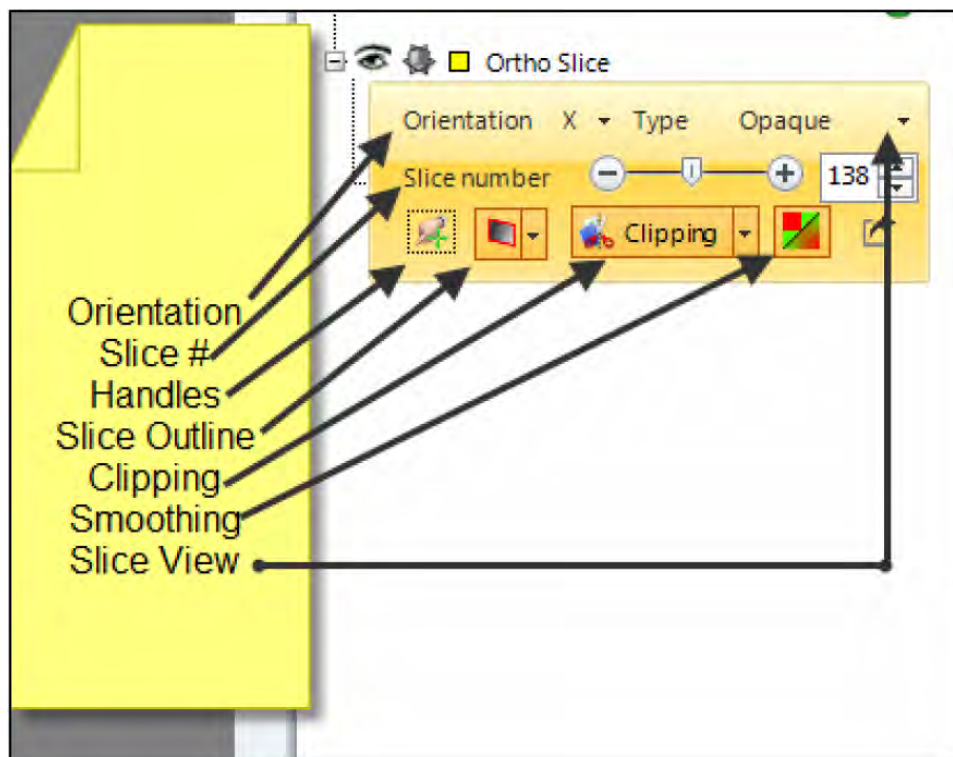 Ortho Slice
Orientation X Type Opaque
Slice number 138
Clipping
Orientation
Slice #
Handles
Slice Outline
Clipping
Smoothing
Slice View